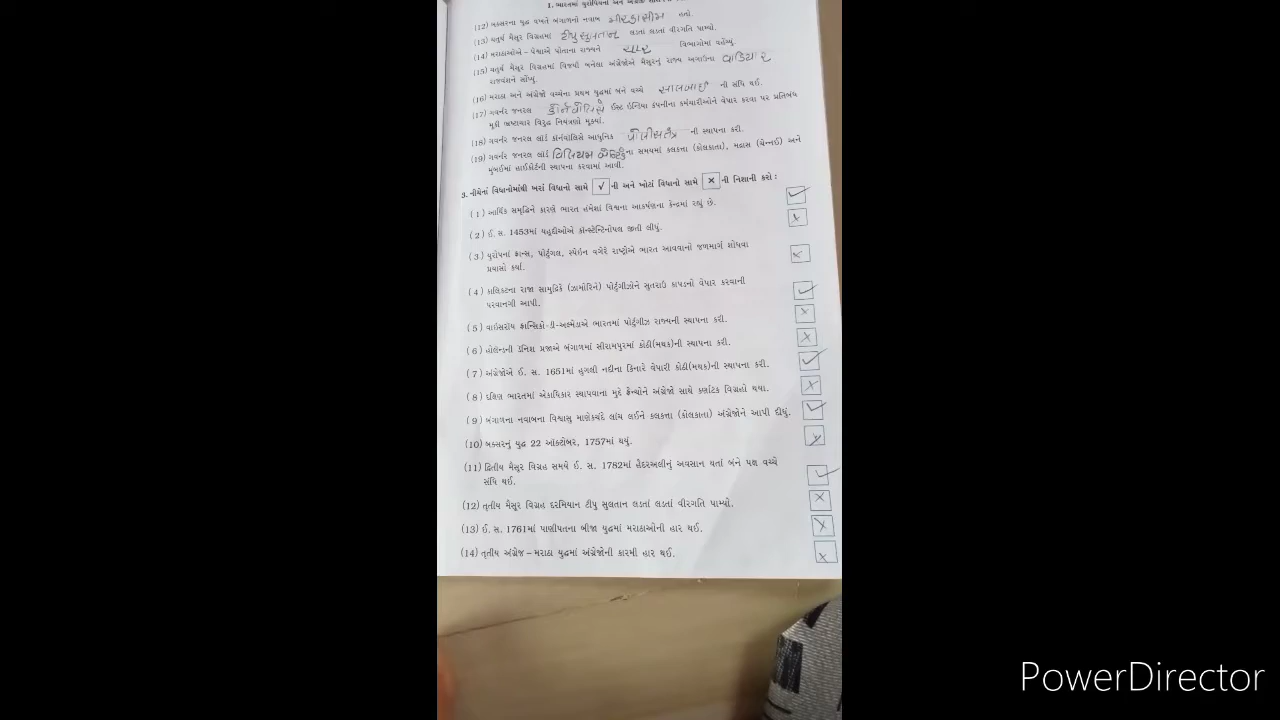 1. ભારતમાં યુરોપિયનો અને અંગ્રેજી
(12) બક્સરના યુદ્ધ વખતે બંગાળનો નવાબ મીરકાસીમ હતો.
(13) ચતુર્થ મૈસૂર વિગ્રહમાં ટીપુ સુલતાન લડતાં લડતાં વીરગતિ પામ્યો.
(14) મરાઠાઓએ – પેશ્વાએ પોતાના રાજ્યને ચાર વિભાગોમાં વહેંચ્યું.
(15) ચતુર્થ મૈસૂર વિગ્રહમાં વિજયી બનેલા અંગ્રેજોએ મૈસૂરનું રાજ્ય અગાઉના વાડિયાર
રાજવંશને સોંપ્યું.
(16) મરાઠા અને અંગ્રેજો વચ્ચેના પ્રથમ યુદ્ધમાં બંને વચ્ચે સાલબાઈ ની સંધિ થઈ.
(17) ગવર્નર જનરલ કોર્નવોલિસે ઈસ્ટ ઇન્ડિયા કંપનીના કર્મચારીઓને વેપાર કરવા પર પ્રતિબંધ
મૂકી ભ્રષ્ટાચાર વિરુદ્ધ નિયંત્રણો મૂક્યાં.
(18) ગવર્નર જનરલ લૉર્ડ કૉર્નવોલિસે આધુનિક પોલીસતંત્ર ની સ્થાપના કરી.
(19) ગવર્નર જનરલ લૉર્ડ વિલિયમ બેન્ટિકના સમયમાં કલકત્તા (કોલકાતા), મદ્રાસ (ચેન્નઈ) અને
મુંબઈમાં હાઈકોર્ટની સ્થાપના કરવામાં આવી.
3. નીચેનાં વિધાનોમાંથી ખરાં વિધાનો સામે ✓ ની અને ખોટાં વિધાનો સામે × ની નિશાની કરો :
(1) આર્થિક સમૃદ્ધિને કારણે ભારત હંમેશાં વિશ્વના આકર્ષણના કેન્દ્રમાં રહ્યું છે. ✓
(2) ઈ. સ. 1453માં યહૂદીઓએ કૉન્સ્ટેન્ટિનોપલ જીતી લીધું. ×
(3) યુરોપનાં ફ્રાન્સ, પોર્ટુગલ, સ્પેઇન વગેરે રાષ્ટ્રોએ ભારત આવવાનો જળમાર્ગ શોધવા
પ્રયાસો કર્યા. ×
(4) કાલિકટના રાજા સામુદ્રિકે (ઝામોરિને) પોર્ટુગીઝોને સુતરાઉ કાપડનો વેપાર કરવાની
પરવાનગી આપી. ✓
(5) વાઇસરૉય ફ્રાન્સિકો-ડી-અલ્મેડાએ ભારતમાં પોર્ટુગીઝ રાજ્યની સ્થાપના કરી. ×
(6) હોલેન્ડની ડેનિશ પ્રજાએ બંગાળમાં સીરામપુરમાં કોઠી(મથક)ની સ્થાપના કરી. ×
(7) અંગ્રેજોએ ઈ. સ. 1651માં હુગલી નદીના કિનારે વેપારી કોઠી(મથક)ની સ્થાપના કરી. ✓
(8) દક્ષિણ ભારતમાં એકાધિકાર સ્થાપવાના મુદ્દે ફ્રેન્ચોને અંગ્રેજો સાથે કર્ણાટક વિગ્રહો થયા. ×
(9) બંગાળના નવાબના વિશ્વાસુ માણેકચંદે લાંચ લઈને કલકત્તા (કોલકાતા) અંગ્રેજોને આપી દીધું. ✓
(10) બક્સરનું યુદ્ધ 22 ઑક્ટોબર, 1757માં થયું. ×
(11) દ્વિતીય મૈસૂર વિગ્રહ સમયે ઈ. સ. 1782માં હૈદરઅલીનું અવસાન થતાં બંને પક્ષ વચ્ચે
સંધિ થઈ. ✓
(12) તૃતીય મૈસૂર વિગ્રહ દરમિયાન ટીપુ સુલતાન લડતાં લડતાં વીરગતિ પામ્યો. ×
(13) ઈ. સ. 1761માં પાણીપતના બીજા યુદ્ધમાં મરાઠાઓની હાર થઈ. ×
(14) તૃતીય અંગ્રેજ – મરાઠા યુદ્ધમાં અંગ્રેજોની કારમી હાર થઈ. ×
PowerDirector